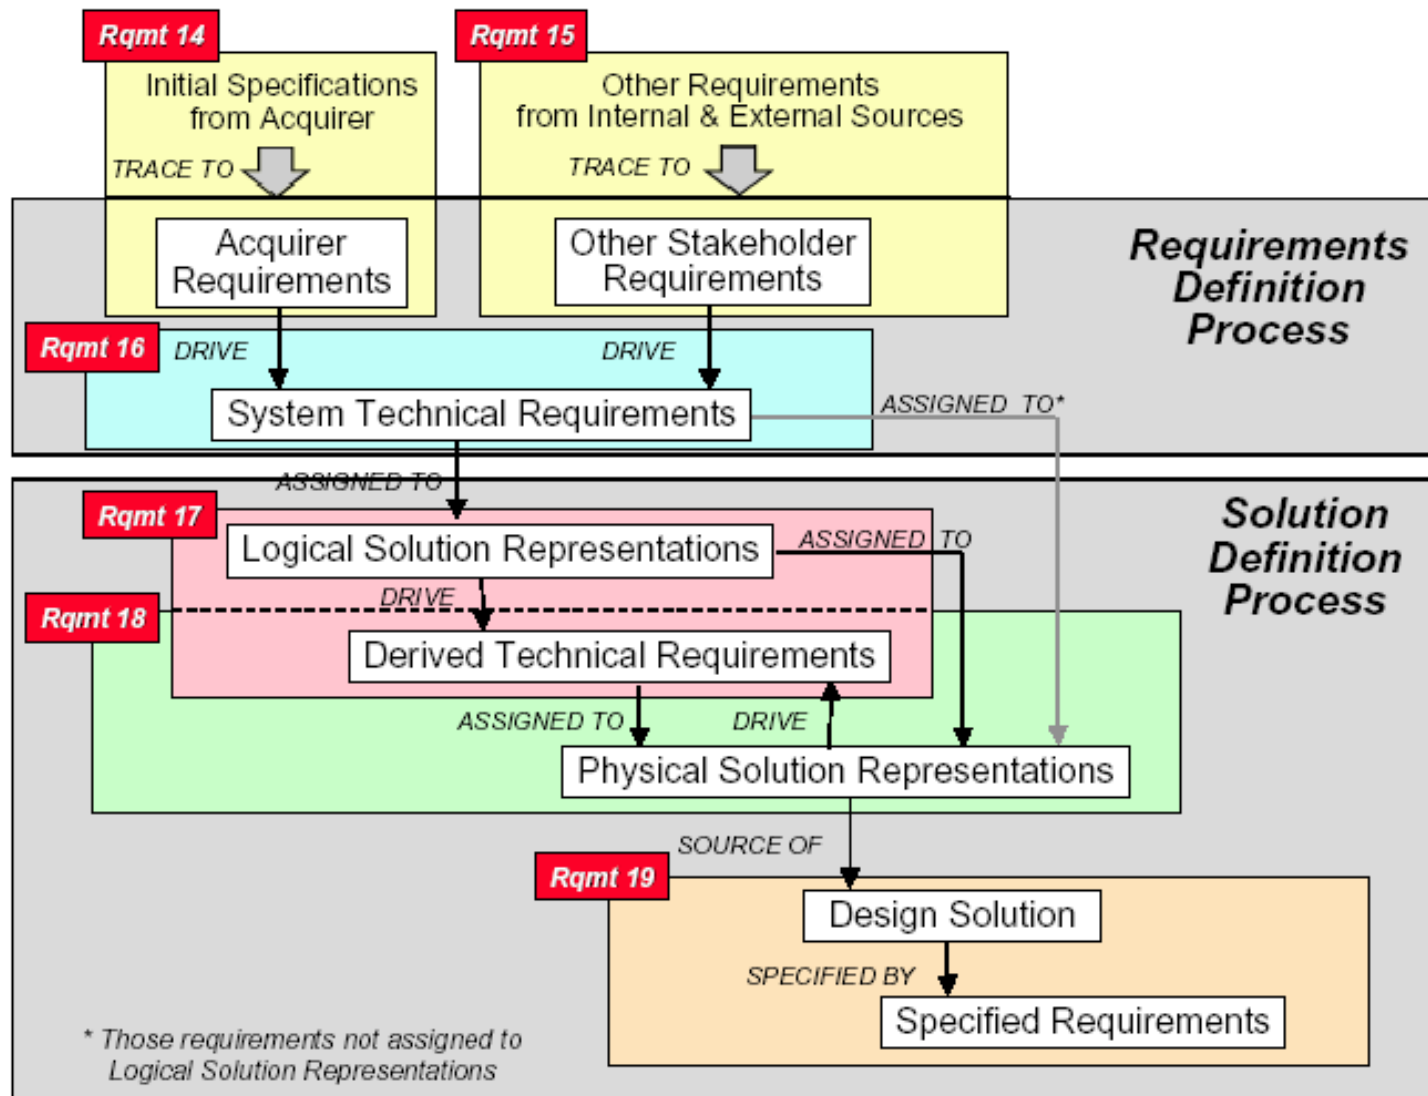 Rqmt 14
Initial Specifications
from Acquirer
TRACE TO
Rqmt 15
Other Requirements
from Internal & External Sources
TRACE TO
Acquirer
Requirements
Other Stakeholder
Requirements
Requirements
Definition
Process
Rqmt 16
DRIVE
DRIVE
System Technical Requirements
ASSIGNED TO*
ASSIGNED TO
Solution
Definition
Process
Rqmt 17
Logical Solution Representations
ASSIGNED TO
DRIVE
Rqmt 18
Derived Technical Requirements
ASSIGNED TO
DRIVE
Physical Solution Representations
SOURCE OF
Rqmt 19
Design Solution
SPECIFIED BY
Specified Requirements
* Those requirements not assigned to
Logical Solution Representations